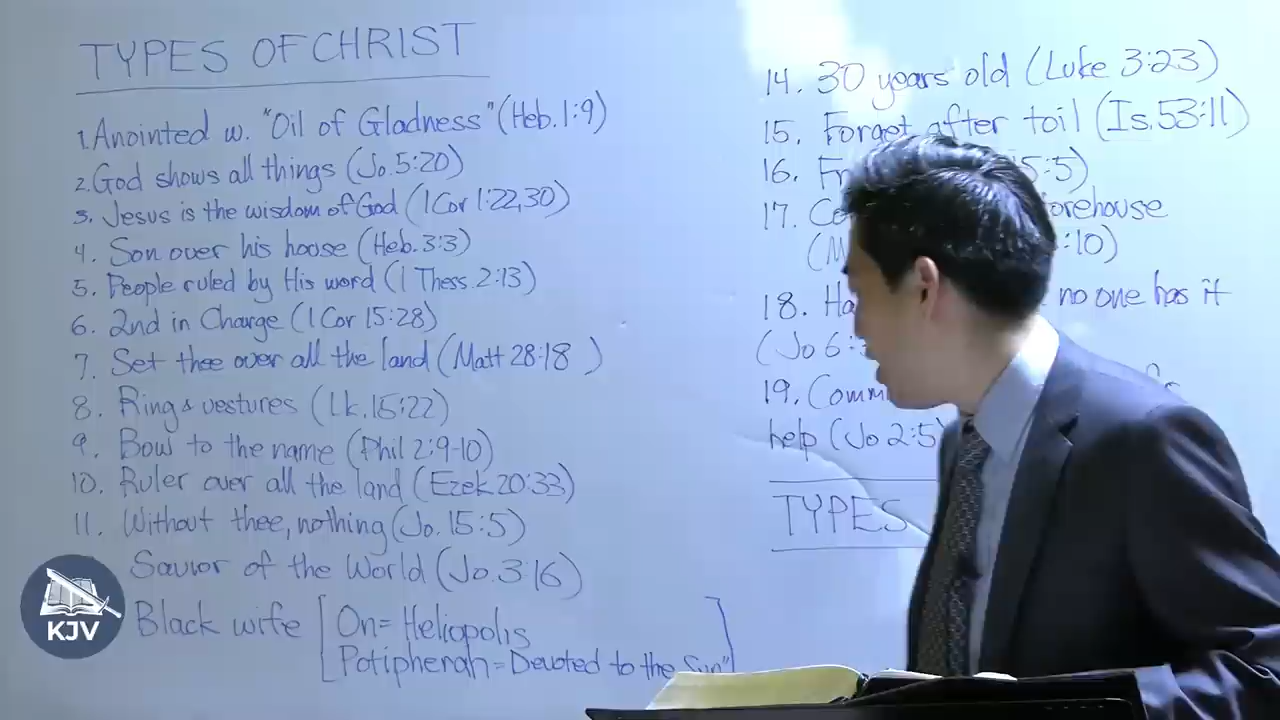 TYPES OF CHRIST
1. Anointed w. "Oil of Gladness" (Heb. 1:9)
2. God shows all things (Jo. 5:20)
3. Jesus is the wisdom of God (1 Cor 1:22,30)
4. Son over his house (Heb. 3:3)
5. People ruled by His word (1 Thess. 2:13)
6. 2nd in Charge (1 Cor 15:28)
7. Set thee over all the land (Matt 28:18 )
8. Ring & vestures (Lk. 15:22)
9. Bow to the name (Phil 2:9-10)
10. Ruler over all the land (Ezek 20:33)
11. Without thee, nothing (Jo. 15:5)
Savior of the World (Jo. 3:16)
Black wife [On = Heliopolis
Potipherah = Devoted to the Sun"]
KJV
14. 30 years old (Luke 3:23)
15. Forget after toil (Is. 53:11)
16. 5:5)
17. orehouse
:10)
18. no one has it
(Jo 6:
19.
help (Jo 2:5)
TYPES